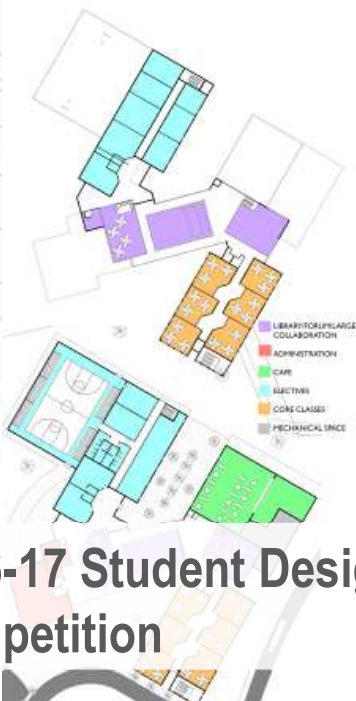 LIBRARY/FORUM/LARGE
COLLABORATION
ADMINISTRATION
CAFE
ELECTIVES
CORE CLASSES
MECHANICAL SPACE
-17 Student Desig
petition